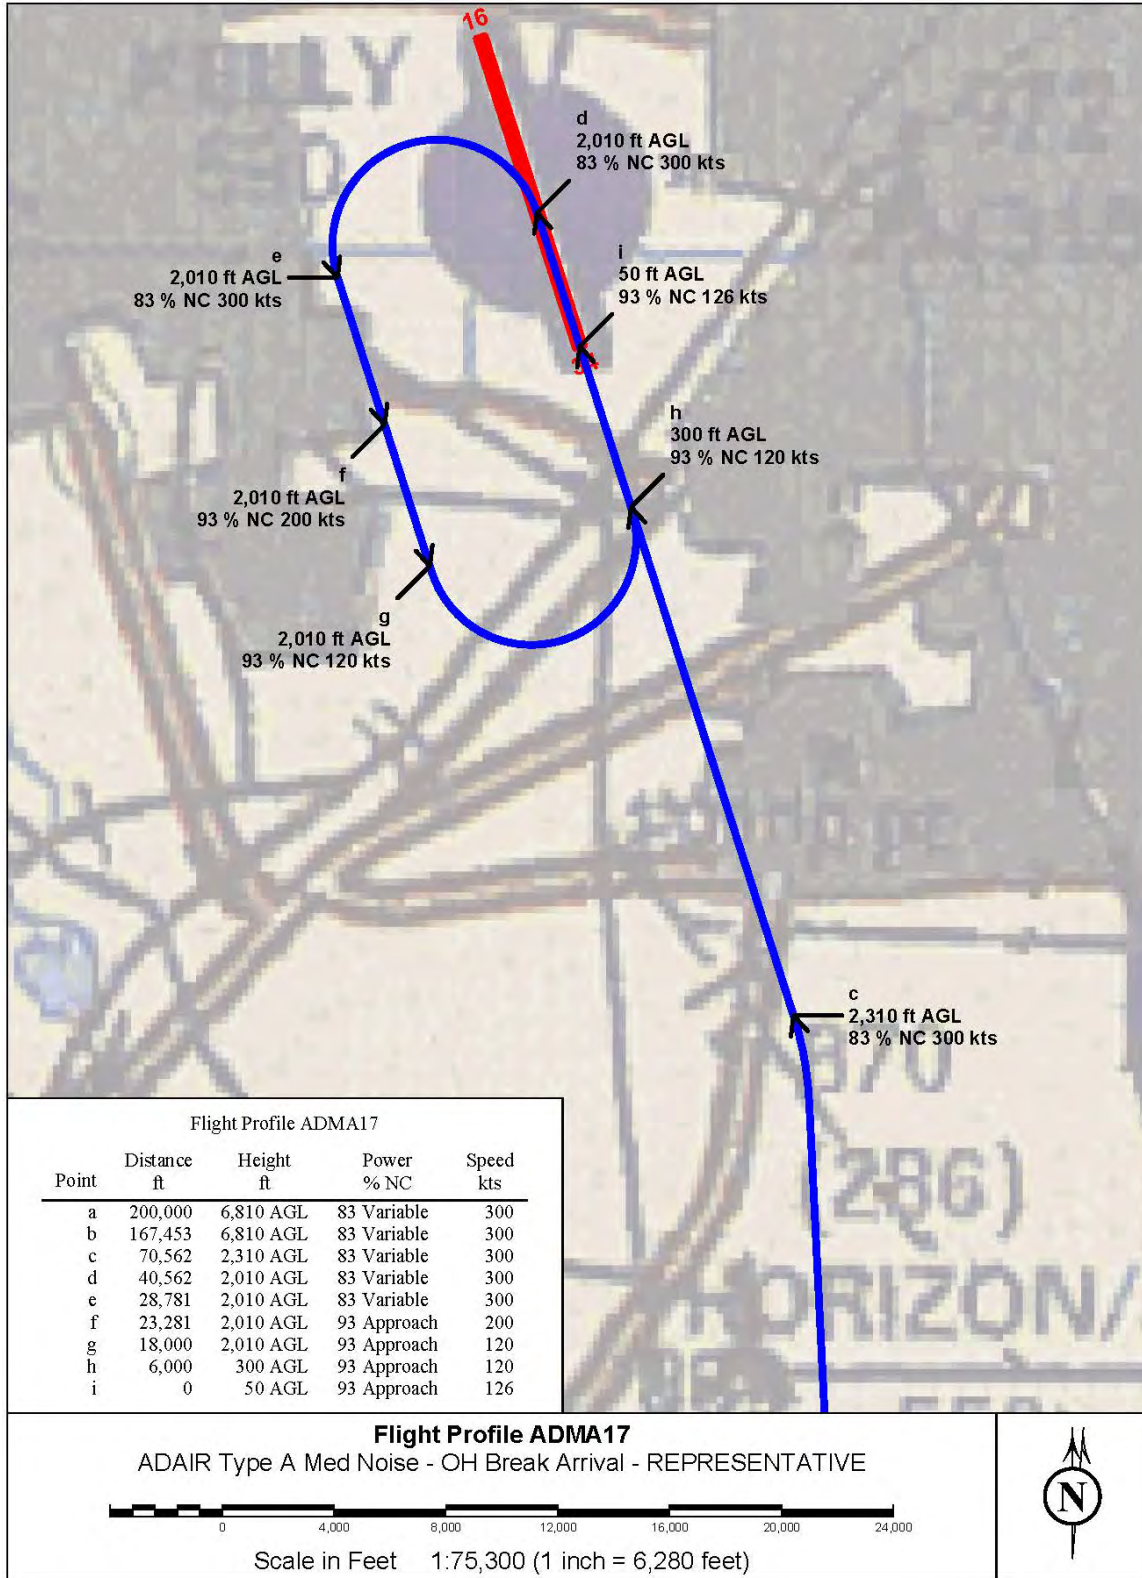 16
d
2,010 ft AGL
83 % NC 300 kts
i
50 ft AGL
93 % NC 126 kts
e
2,010 ft AGL
83 % NC 300 kts
h
300 ft AGL
93 % NC 120 kts
f
2,010 ft AGL
93 % NC 200 kts
g
2,010 ft AGL
93 % NC 120 kts
c
2,310 ft AGL
83 % NC 300 kts
870
(286)
HORIZON/
Flight Profile ADMA17
Point Distance ft Height ft Power % NC Speed kts
a 200,000 6,810 AGL 83 Variable 300
b 167,453 6,810 AGL 83 Variable 300
c 70,562 2,310 AGL 83 Variable 300
d 40,562 2,010 AGL 83 Variable 300
e 28,781 2,010 AGL 83 Variable 300
f 23,281 2,010 AGL 93 Approach 200
g 18,000 2,010 AGL 93 Approach 120
h 6,000 300 AGL 93 Approach 120
i 0 50 AGL 93 Approach 126
Flight Profile ADMA17
ADAIR Type A Med Noise - OH Break Arrival - REPRESENTATIVE
0 4,000 8,000 12,000 16,000 20,000 24,000
Scale in Feet 1:75,300 (1 inch = 6,280 feet)
N